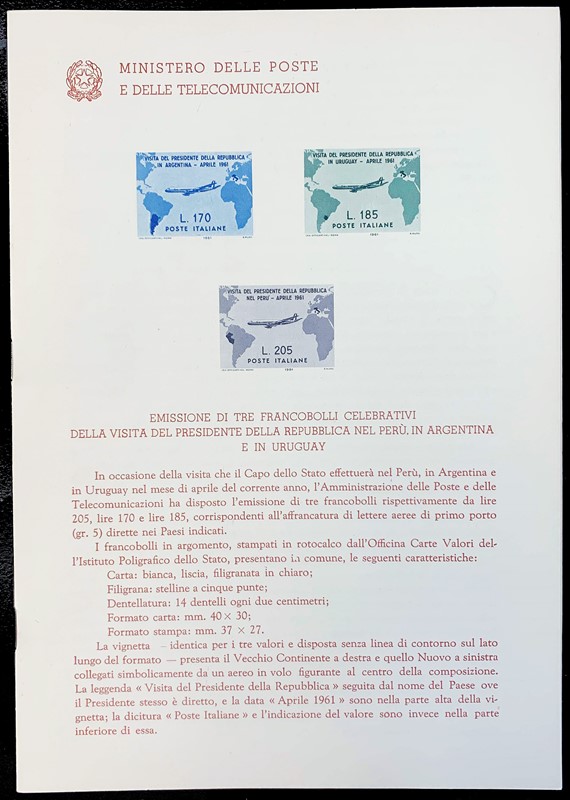 MINISTERO DELLE POSTE
E DELLE TELECOMUNICAZIONI
VISITA DEL PRESIDENTE DELLA REPUBBLICA
IN ARGENTINA - APRILE 1961
L. 170
POSTE ITALIANE
1961
VISITA DEL PRESIDENTE DELLA REPUBBLICA
IN URUGUAY - APRILE 1961
L. 185
POSTE ITALIANE
1961
VISITA DEL PRESIDENTE DELLA REPUBBLICA
NEL PERU' - APRILE 1961
L. 205
POSTE ITALIANE
1961
EMISSIONE DI TRE FRANCOBOLLI CELEBRATIVI
DELLA VISITA DEL PRESIDENTE DELLA REPUBBLICA NEL PERÙ, IN ARGENTINA
E IN URUGUAY
In occasione della visita che il Capo dello Stato effettuerà nel Perù, in Argentina e
in Uruguay nel mese di aprile del corrente anno, l'Amministrazione delle Poste e delle
Telecomunicazioni ha disposto l'emissione di tre francobolli rispettivamente da lire
205, lire 170 e lire 185, corrispondenti all'affrancatura di lettere aeree di primo porto
(gr. 5) dirette nei Paesi indicati.
I francobolli in argomento, stampati in rotocalco dall'Officina Carte Valori del-
l'Istituto Poligrafico dello Stato, presentano in comune, le seguenti caratteristiche:
Carta: bianca, liscia, filigranata in chiaro;
Filigrana: stelline a cinque punte;
Dentellatura: 14 dentelli ogni due centimetri;
Formato carta: mm. 40 × 30;
Formato stampa: mm. 37 × 27.
La vignetta – identica per i tre valori e disposta senza linea di contorno sul lato
lungo del formato — presenta il Vecchio Continente a destra e quello Nuovo a sinistra
collegati simbolicamente da un aereo in volo figurante al centro della composizione.
La leggenda « Visita del Presidente della Repubblica » seguita dal nome del Paese ove
il Presidente stesso è diretto, e la data « Aprile 1961 » sono nella parte alta della vi-
gnetta; la dicitura « Poste Italiane » e l'indicazione del valore sono invece nella parte
inferiore di essa.